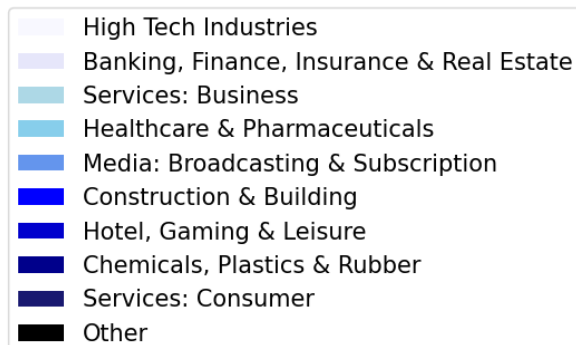 High Tech Industries
Banking, Finance, Insurance & Real Estate
Services: Business
Healthcare & Pharmaceuticals
Media: Broadcasting & Subscription
Construction & Building
Hotel, Gaming & Leisure
Chemicals, Plastics & Rubber
Services: Consumer
Other